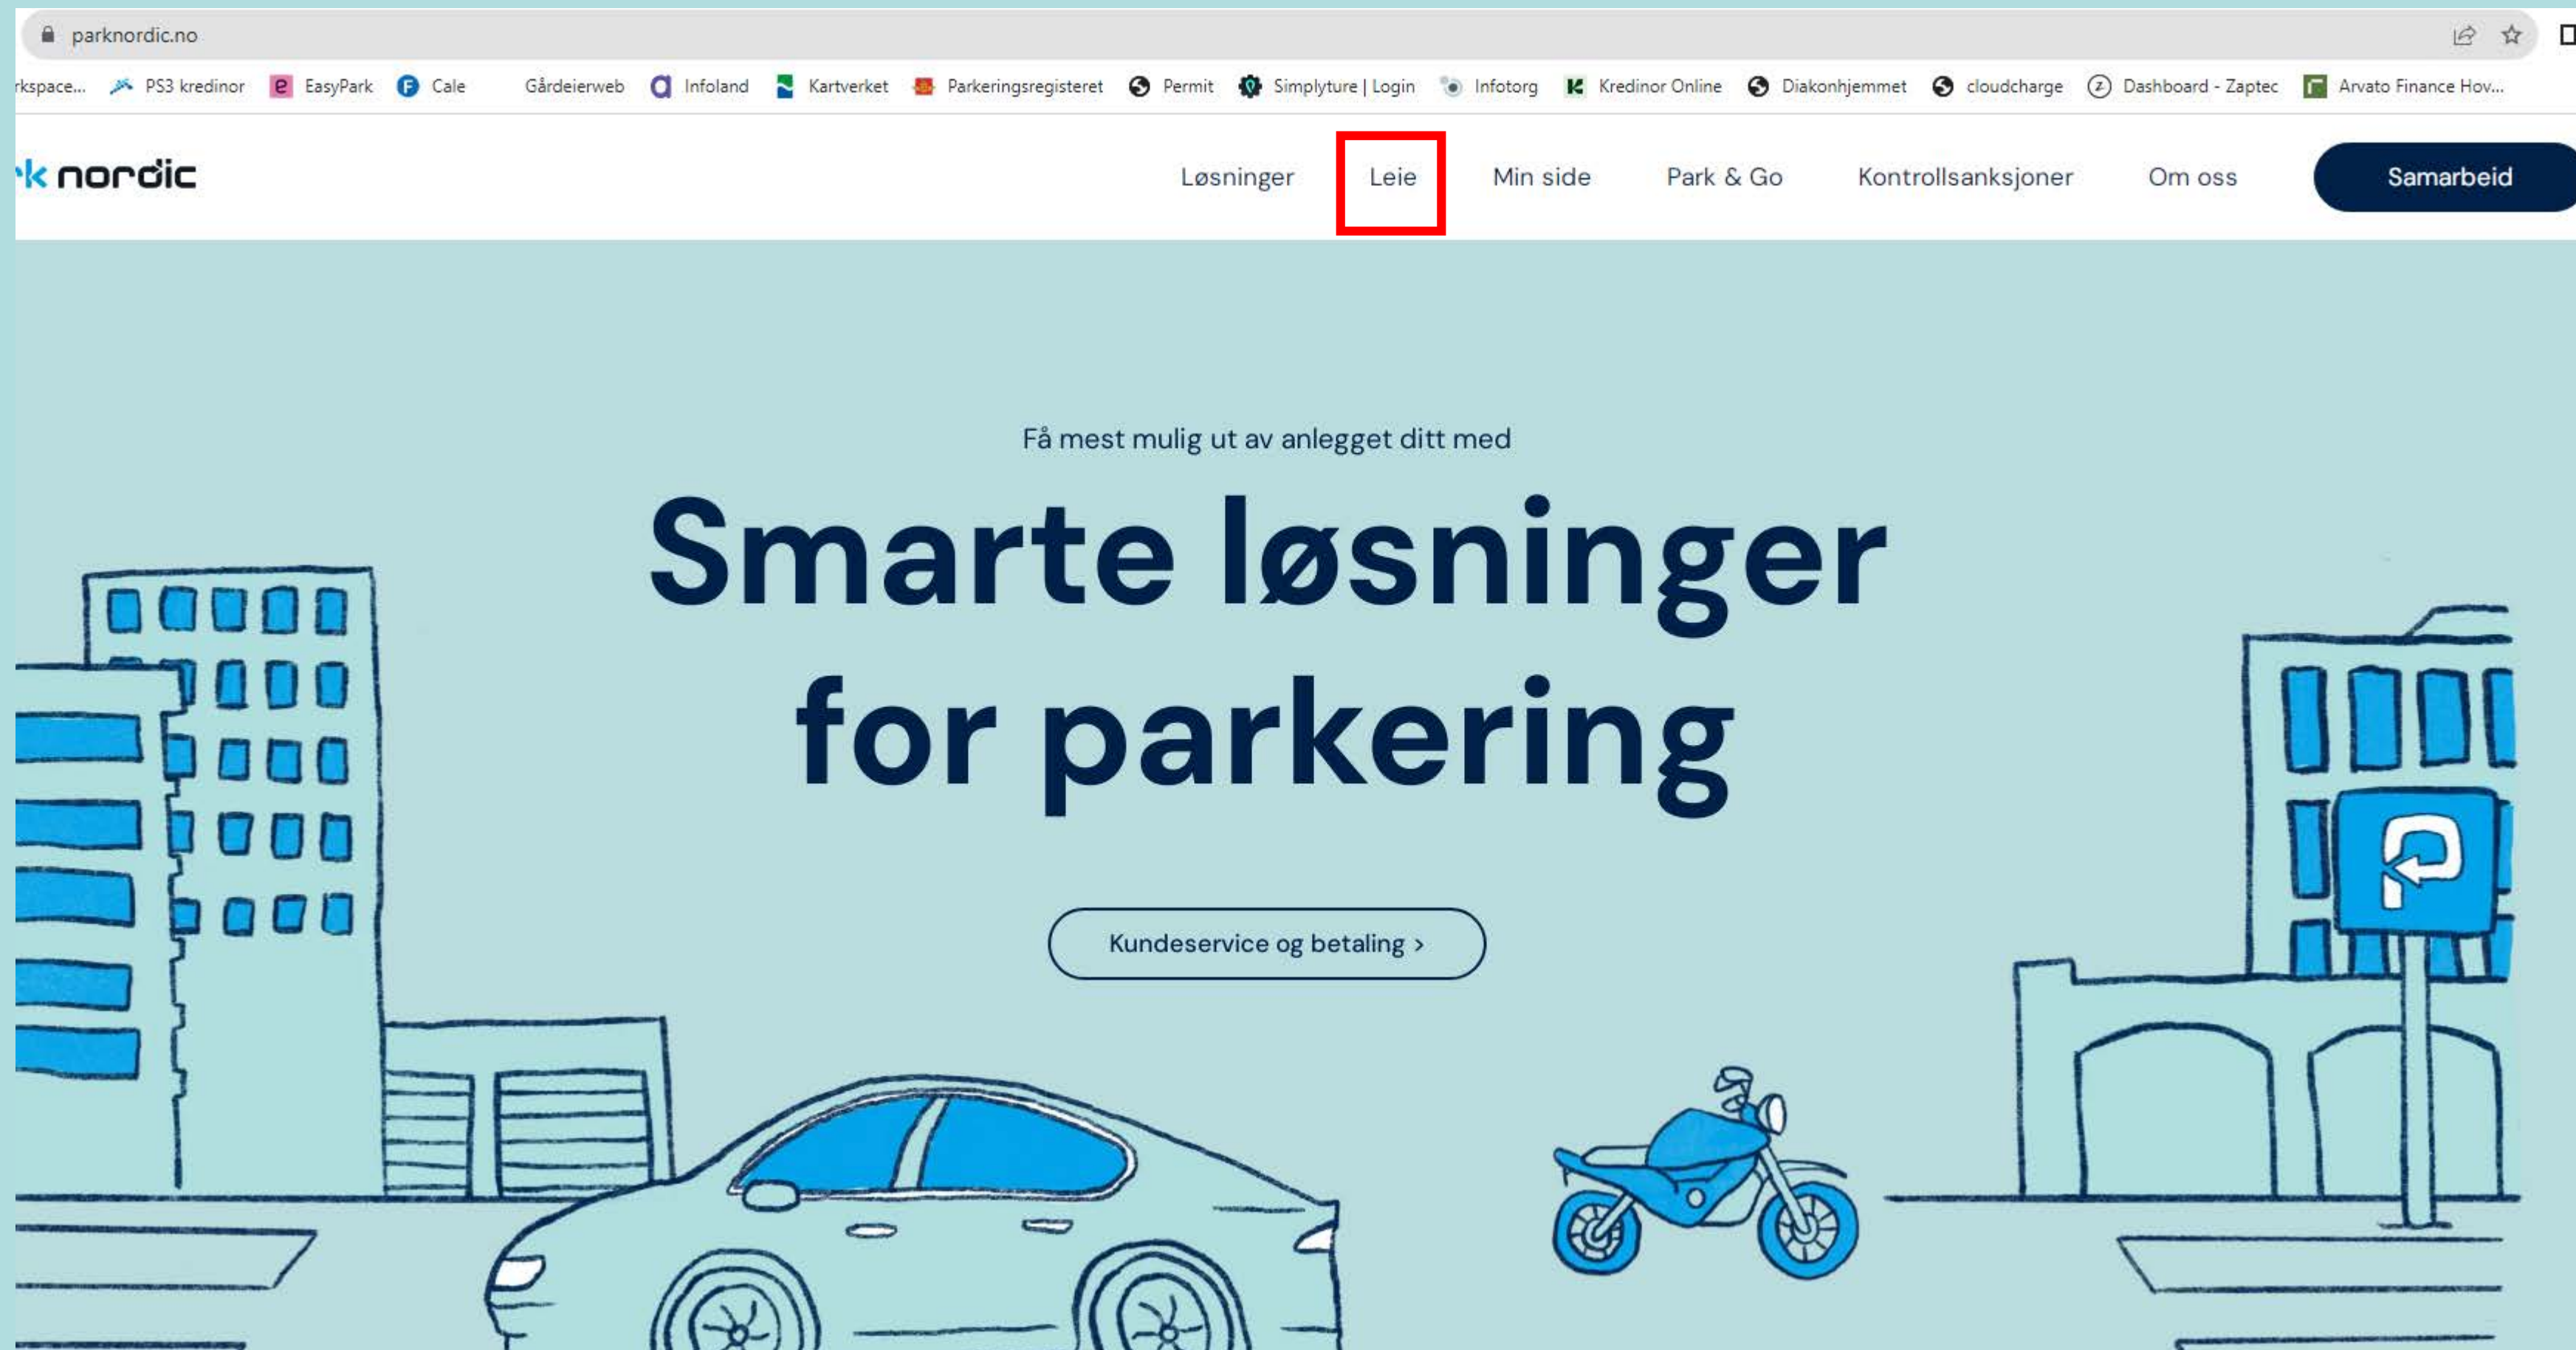 parknordic.no
rkspace... PS3 kredinor EasyPark Cale Gårdeierweb Infoland Kartverket Parkeringsregisteret Permit Simplyture | Login Infotorg Kredinor Online Diakonhjemmet cloudcharge Dashboard - Zaptec Arvato Finance Hov...
rk nordic Løsninger Leie Min side Park & Go Kontrollsanksjoner Om oss Samarbeid
Få mest mulig ut av anlegget ditt med
Smarte løsninger
for parkering
Kundeservice og betaling >
P